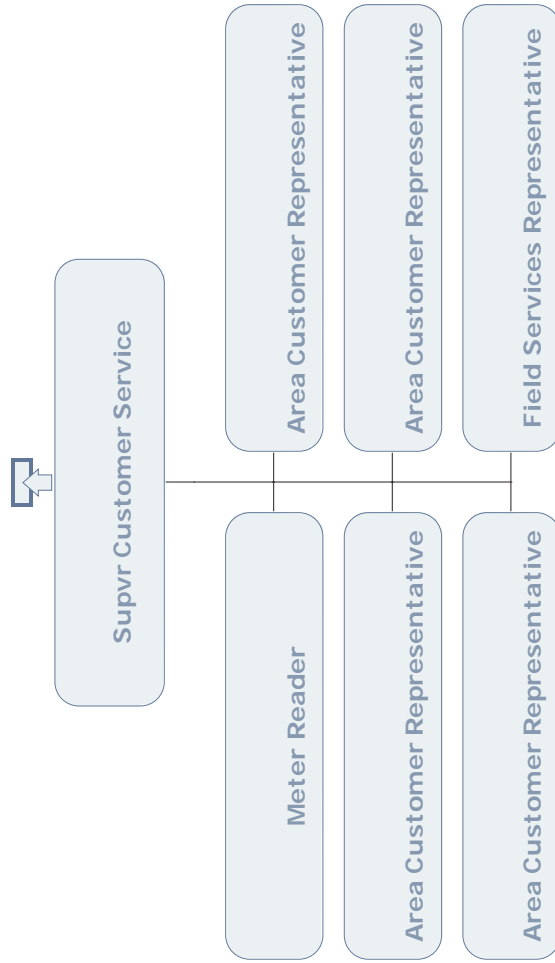 Supvr Customer Service
Meter Reader
Area Customer Representative
Area Customer Representative
Area Customer Representative
Area Customer Representative
Field Services Representative